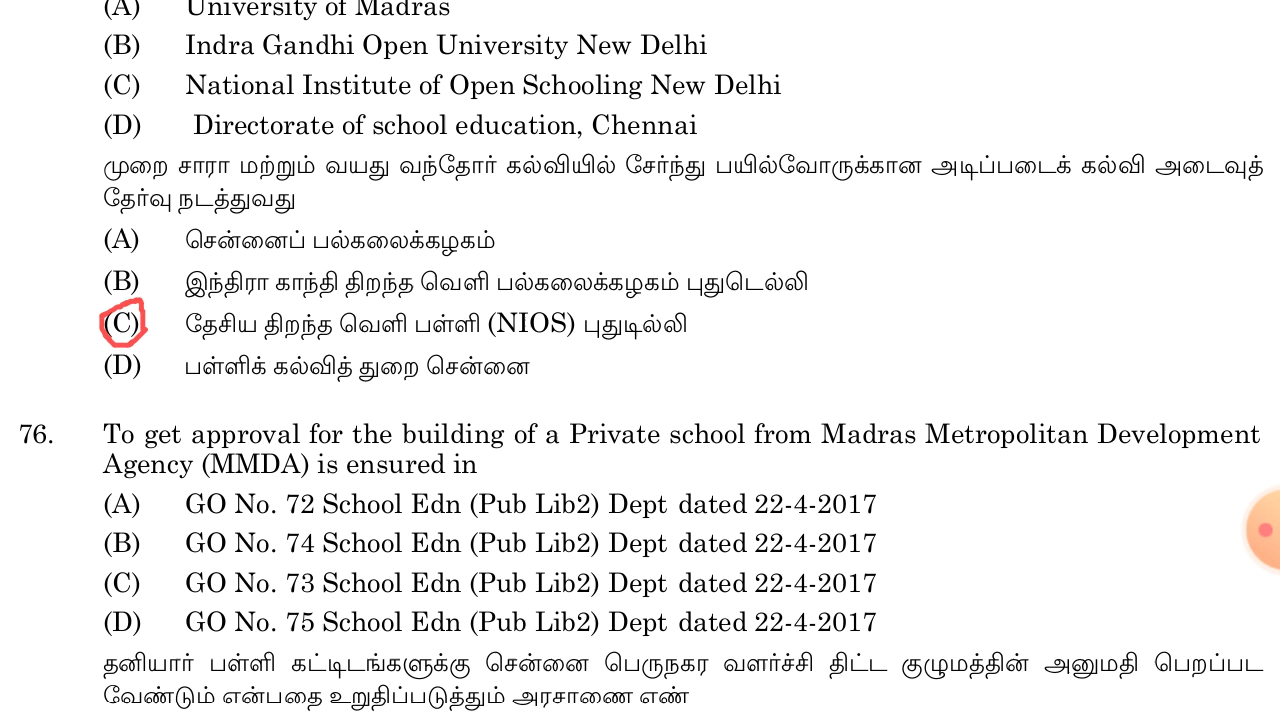 (A) University of Madras
(B) Indra Gandhi Open University New Delhi
(C) National Institute of Open Schooling New Delhi
(D) Directorate of school education, Chennai
முறை சாரா மற்றும் வயது வந்தோர் கல்வியில் சேர்ந்து பயில்வோருக்கான அடிப்படைக் கல்வி அடைவுத்
தேர்வு நடத்துவது
(A) சென்னைப் பல்கலைக்கழகம்
(B) இந்திரா காந்தி திறந்த வெளி பல்கலைக்கழகம் புதுடெல்லி
(C) தேசிய திறந்த வெளி பள்ளி (NIOS) புதுடில்லி
(D) பள்ளிக் கல்வித் துறை சென்னை
76. To get approval for the building of a Private school from Madras Metropolitan Development
Agency (MMDA) is ensured in
(A) GO No. 72 School Edn (Pub Lib2) Dept dated 22-4-2017
(B) GO No. 74 School Edn (Pub Lib2) Dept dated 22-4-2017
(C) GO No. 73 School Edn (Pub Lib2) Dept dated 22-4-2017
(D) GO No. 75 School Edn (Pub Lib2) Dept dated 22-4-2017
தனியார் பள்ளி கட்டிடங்களுக்கு சென்னை பெருநகர வளர்ச்சி திட்ட குழுமத்தின் அனுமதி பெறப்பட
வேண்டும் என்பதை உறுதிப்படுத்தும் அரசாணை எண்